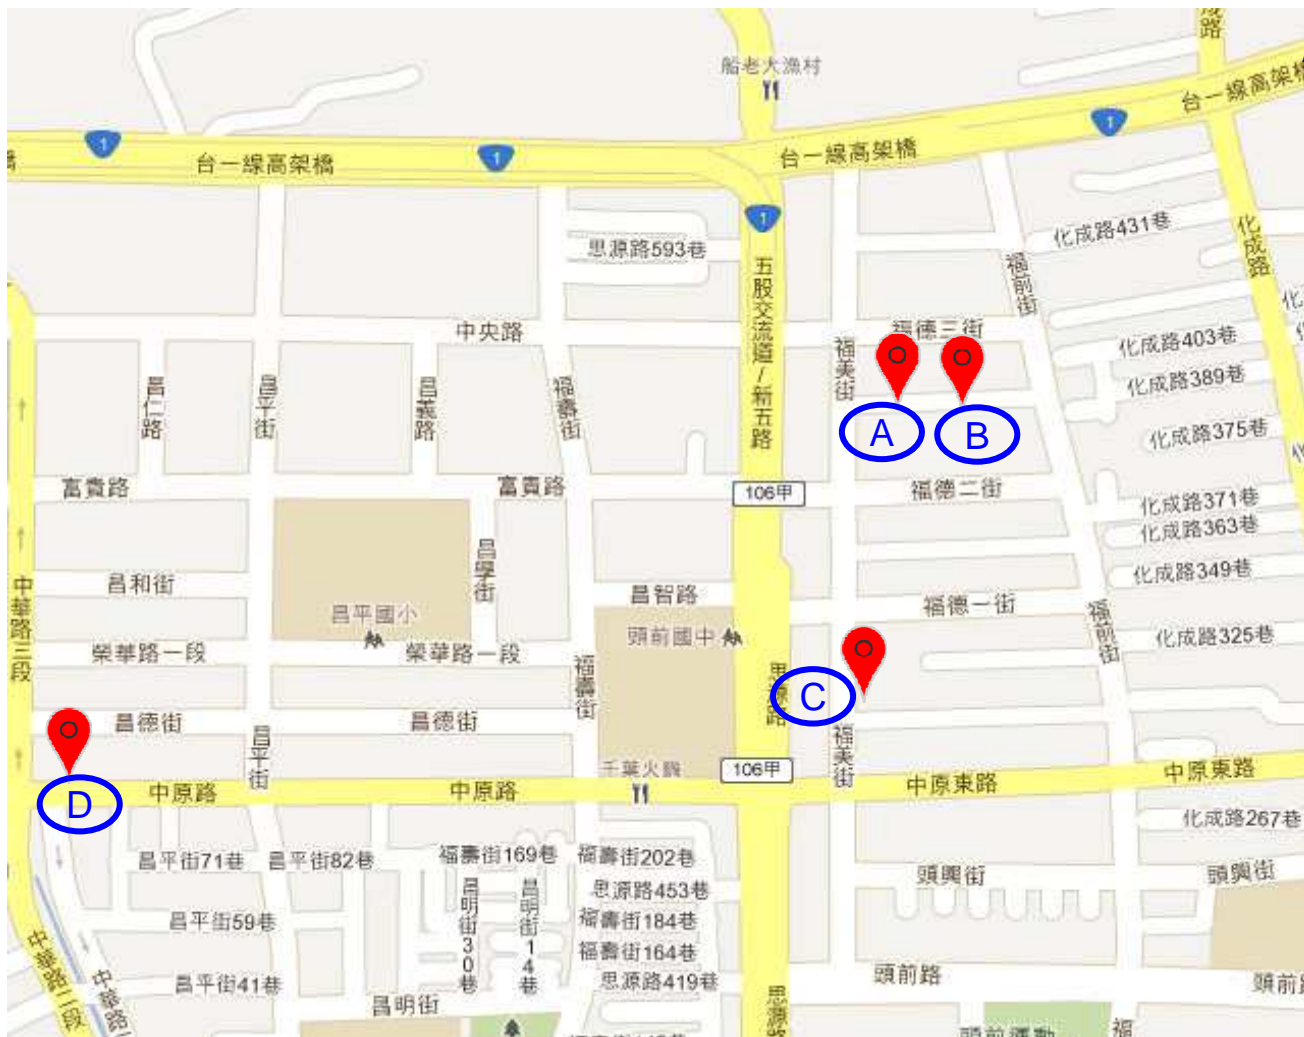 船老大漁村
成路
台一線高架橋
台一線高架橋
台一線高架橋
橋
1
1
1
1
思源路593巷
化成路431巷
化成路
福前街
五股交流道/新五路
中央路
福德三街
化成路403巷
化成路389巷
化成路375巷
昌仁路
昌平街
昌義路
福壽街
福美街
A
B
富貴路
富貴路
106甲
福德二街
化成路371巷
化成路363巷
化成路349巷
中華路三段
昌和街
昌學街
昌智路
福德一街
福前街
化成路325巷
昌平國小
頭前國中
榮華路一段
榮華路一段
福壽街
思源路
C
昌德街
昌德街
昌平街
福美街
千葉火鍋
106甲
中原東路
中原東路
D
中原路
中原路
化成路267巷
昌平街71巷
昌平街82巷
福壽街169巷
福壽街202巷
頭興街
頭興街
思源路453巷
昌明街30巷
昌明街14巷
昌平街59巷
福壽街184巷
福壽街164巷
中華路二段
中華路
昌平街41巷
思源路419巷
頭前路
頭前
昌明街
思源路
頭前運動
福